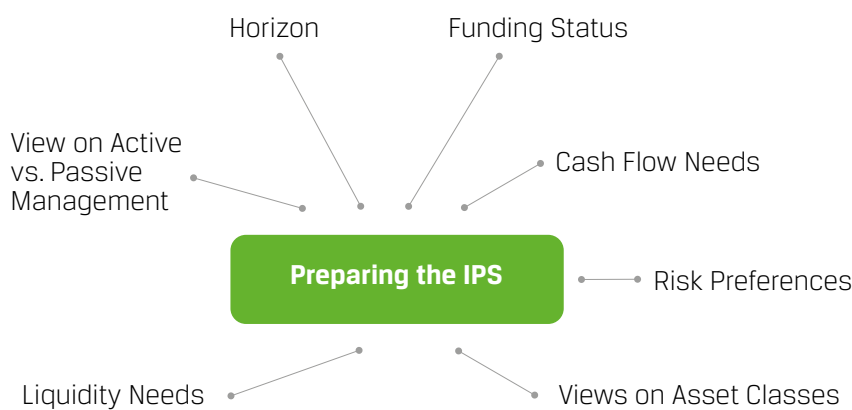 Horizon
Funding Status
View on Active
vs. Passive
Management
Cash Flow Needs
Preparing the IPS
Risk Preferences
Liquidity Needs
Views on Asset Classes